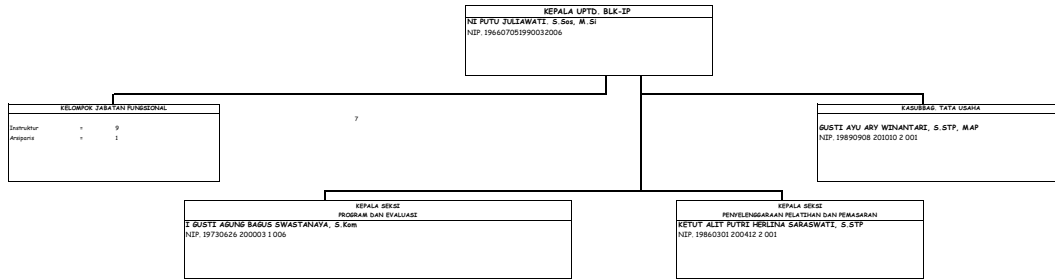 KEPALA UPTD. BLK-IP
NI PUTU JULIAWATI. S.Sos, M.Si
NIP. 196607051990032006
KELOMPOK JABATAN FUNGSIONAL
Instruktur = 9
Arsiparis = 1
7
KASUBBAG. TATA USAHA
GUSTI AYU ARY WINANTARI, S.STP, MAP
NIP. 19890908 201010 2 001
KEPALA SEKSI
PROGRAM DAN EVALUASI
I GUSTI AGUNG BAGUS SWASTANAYA, S.Kom
NIP. 19730626 200003 1 006
KEPALA SEKSI
PENYELENGGARAAN PELATIHAN DAN PEMASARAN
KETUT ALIT PUTRI HERLINA SARASWATI, S.STP
NIP. 19860301 200412 2 001